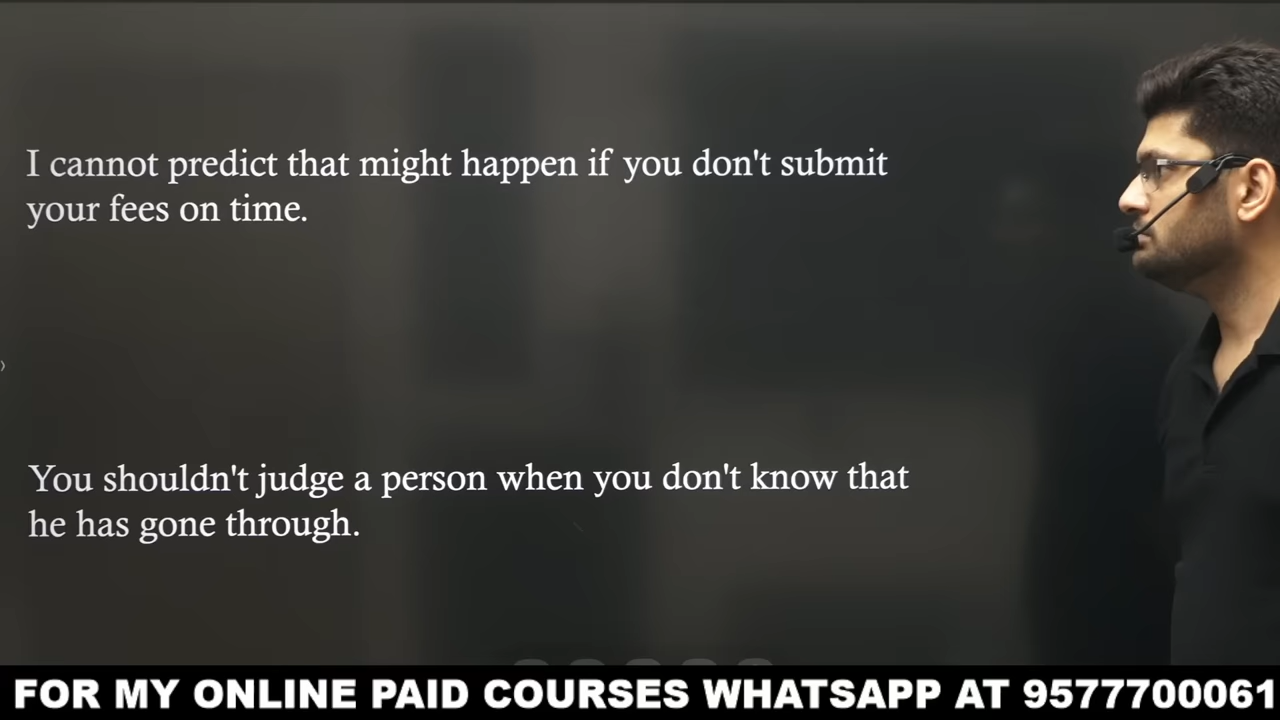 I cannot predict that might happen if you don't submit
your fees on time.
You shouldn't judge a person when you don't know that
he has gone through.
FOR MY ONLINE PAID COURSES WHATSAPP AT 9577700061